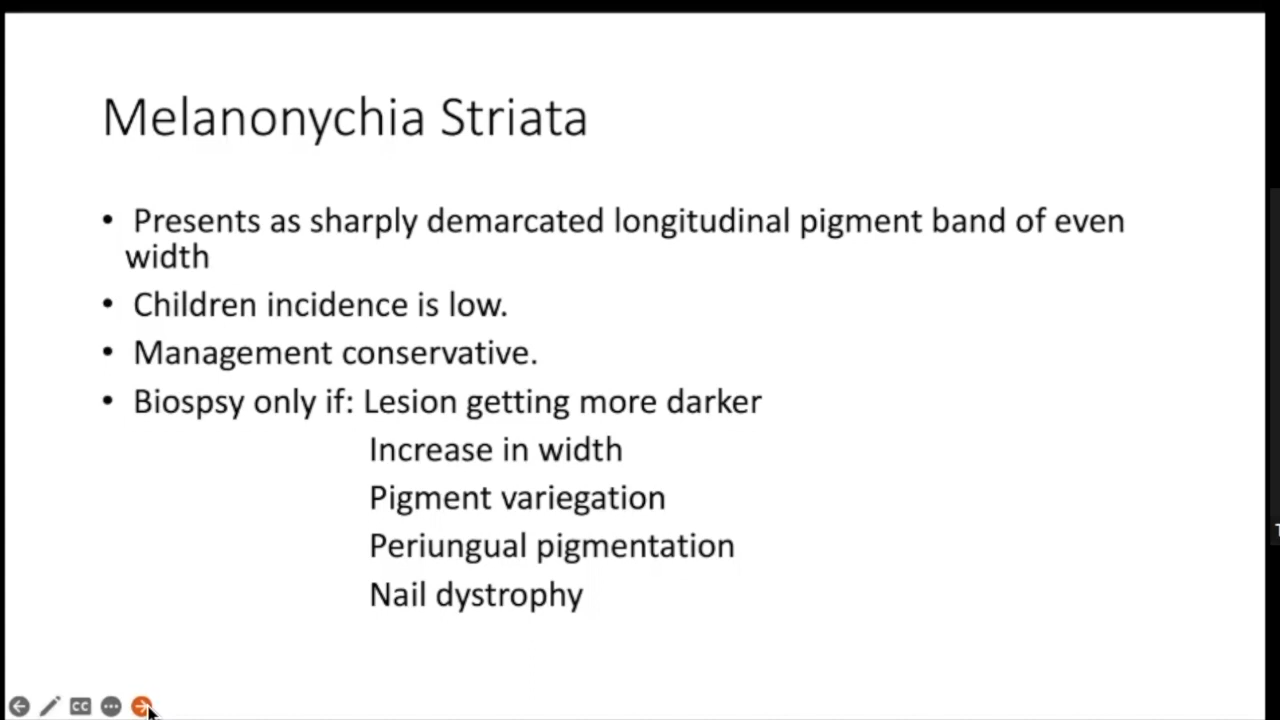 Melanonychia Striata
• Presents as sharply demarcated longitudinal pigment band of even
width
• Children incidence is low.
• Management conservative.
• Biospsy only if: Lesion getting more darker
Increase in width
Pigment variegation
Periungual pigmentation
Nail dystrophy
CC